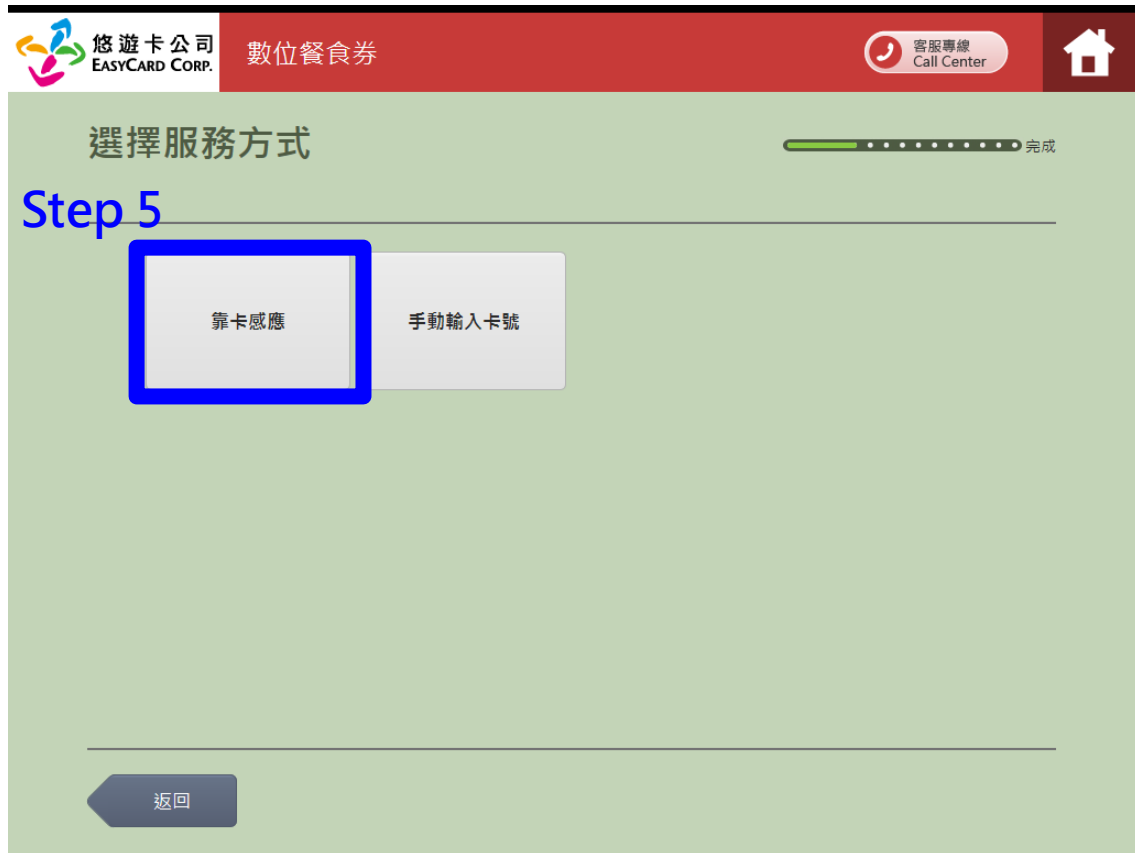 悠遊卡公司
EASYCARD CORP.
數位餐食券
客服專線
Call Center
選擇服務方式
完成
Step 5
靠卡感應
手動輸入卡號
返回